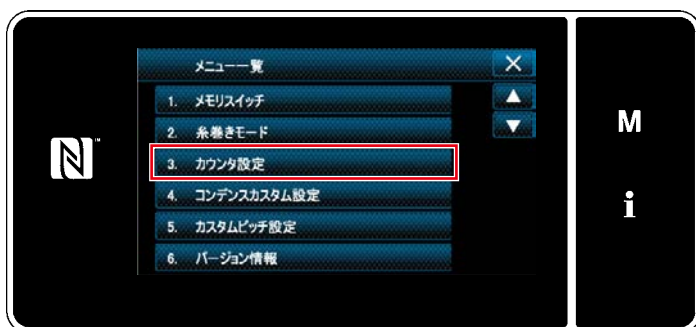 メニュー一覧
1. メモリスイッチ
2. 糸巻きモード
3. カウンタ設定
4. コンデンスカスタム設定
5. カスタムピッチ設定
6. バージョン情報
N™
M
i